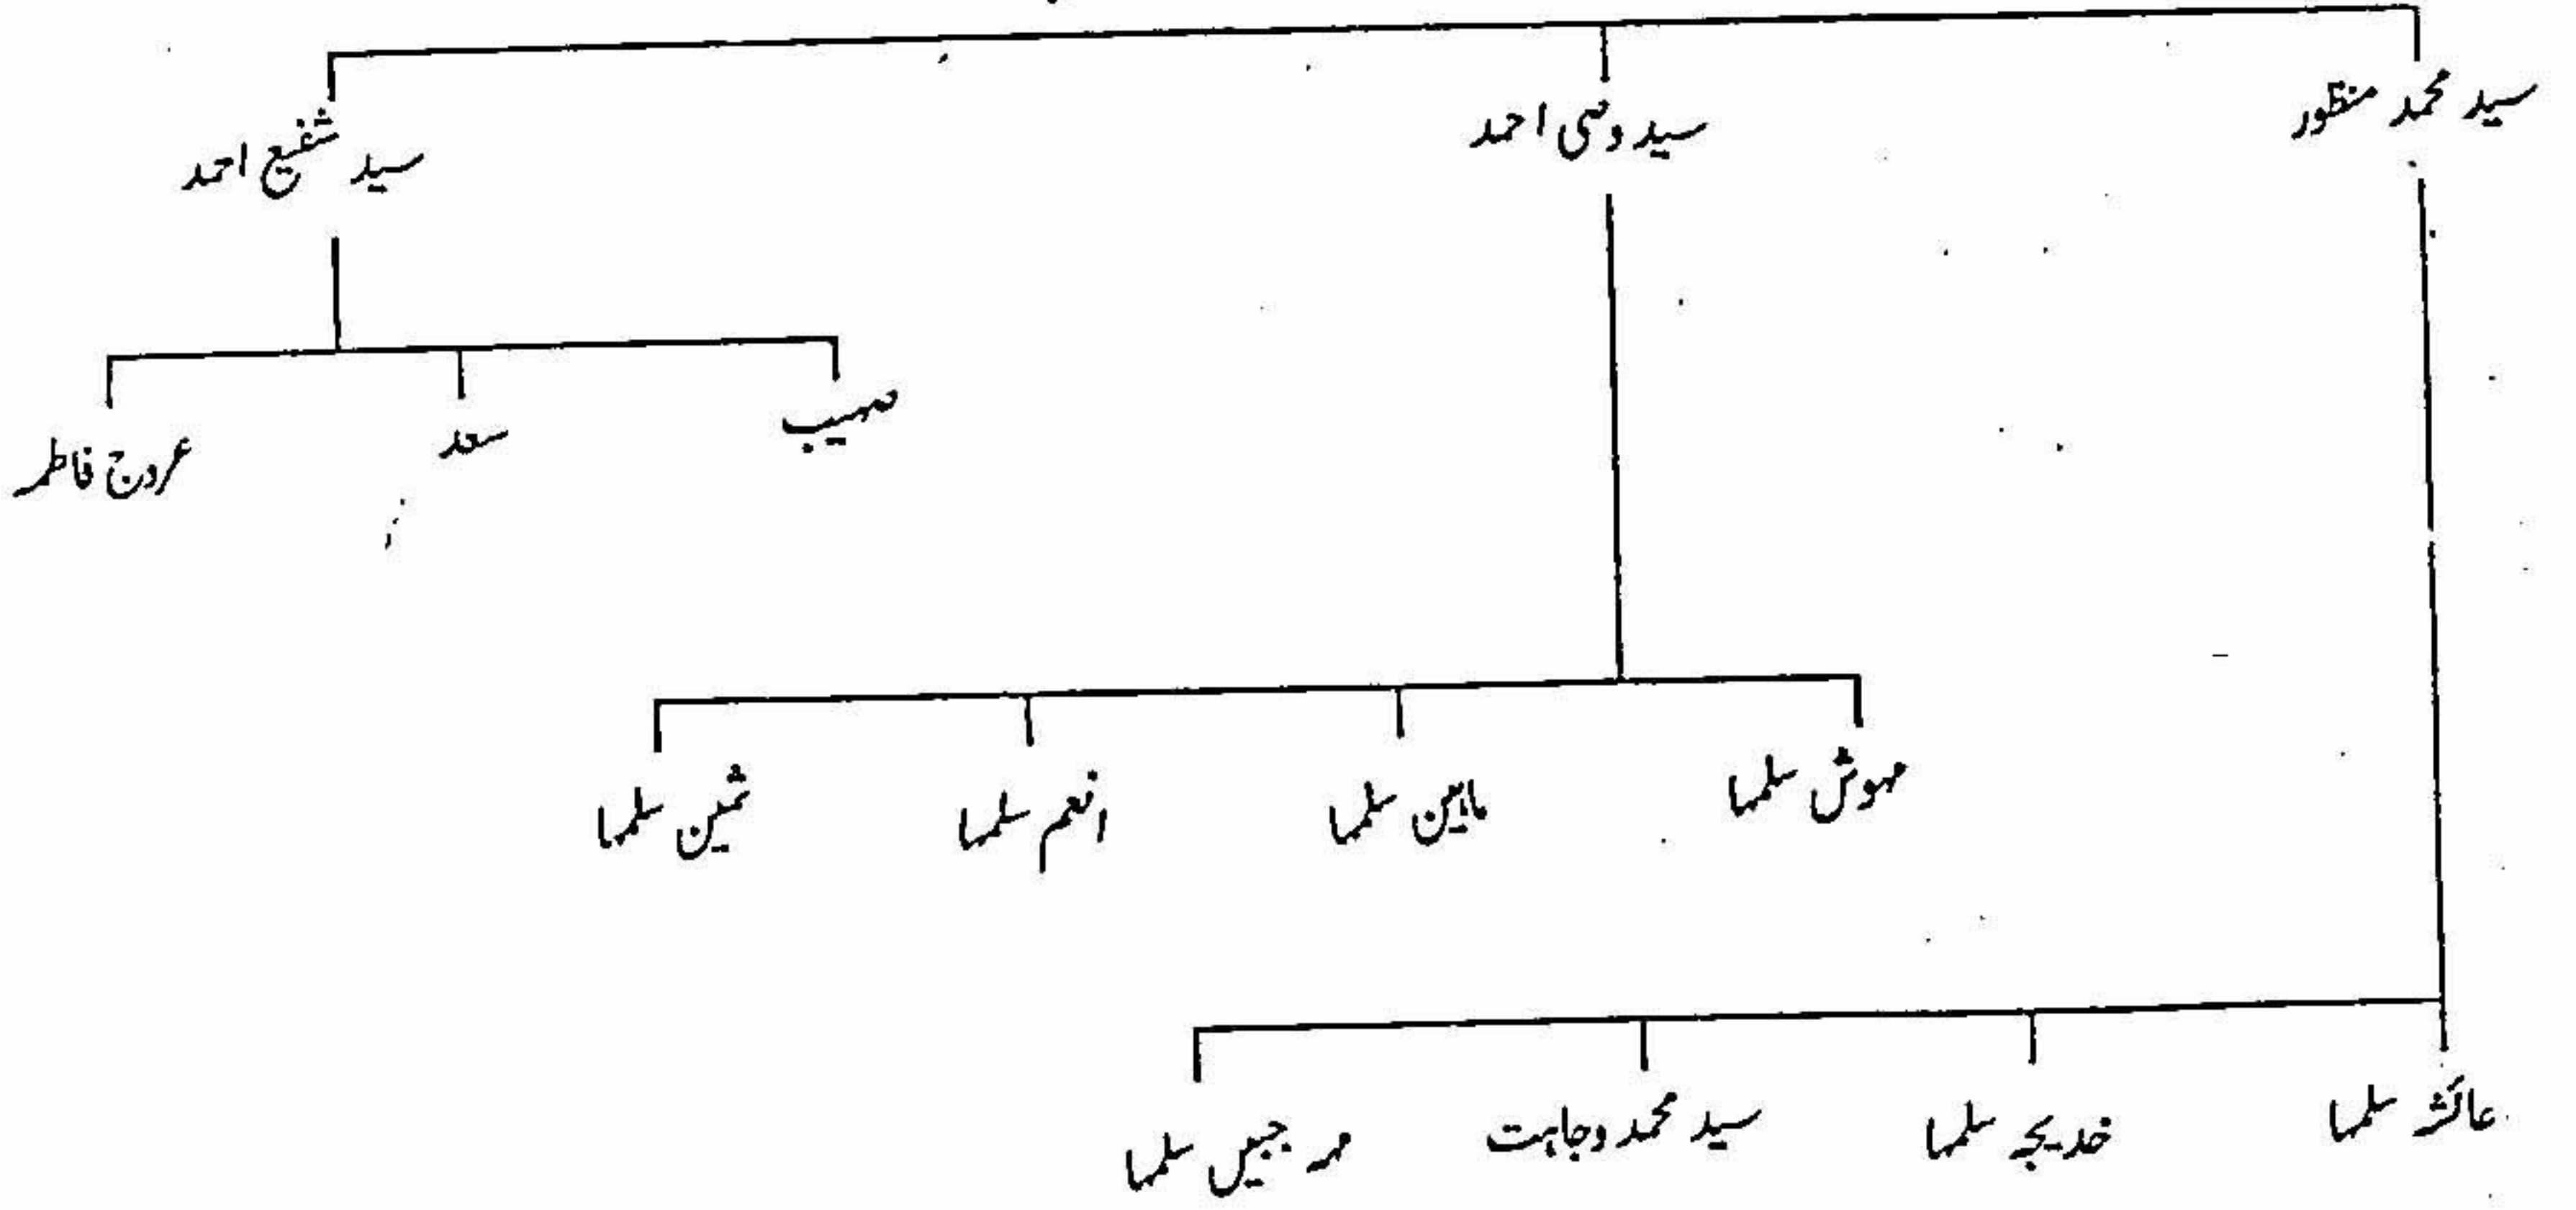 سید محمد منظور
سید وصی احمد
سید شفیع احمد
صہیب
سعد
عروج فاطمہ
مہوش سلمہا
ماہین سلمہا
انعم سلمہا
ثمین سلمہا
عائشہ سلمہا
خدیجہ سلمہا
سید محمد وجاہت
مہ جبیں سلمہا